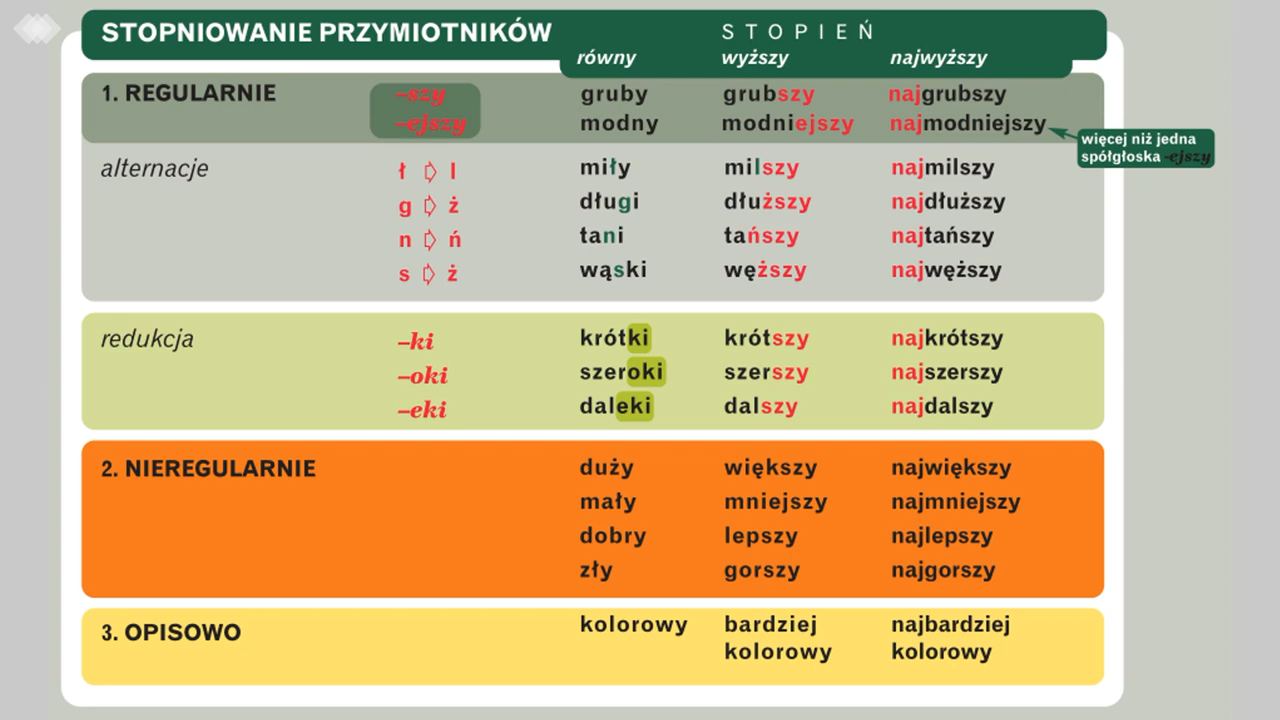 STOPNIOWANIE PRZYMIOTNIKÓW
STOPIEŃ
równy wyższy najwyższy
1. REGULARNIE –szy gruby grubszy najgrubszy
–ejszy modny modniejszy najmodniejszy
więcej niż jedna
spółgłoska -ejszy
alternacje ł ⇨ l miły milszy najmilszy
g ⇨ ż długi dłuższy najdłuższy
n ⇨ ń tani tańszy najtańszy
s ⇨ ż wąski węższy najwęższy
redukcja –ki krótki krótszy najkrótszy
–oki szeroki szerszy najszerszy
–eki daleki dalszy najdalszy
2. NIEREGULARNIE duży większy największy
mały mniejszy najmniejszy
dobry lepszy najlepszy
zły gorszy najgorszy
3. OPISOWO kolorowy bardziej najbardziej
kolorowy kolorowy